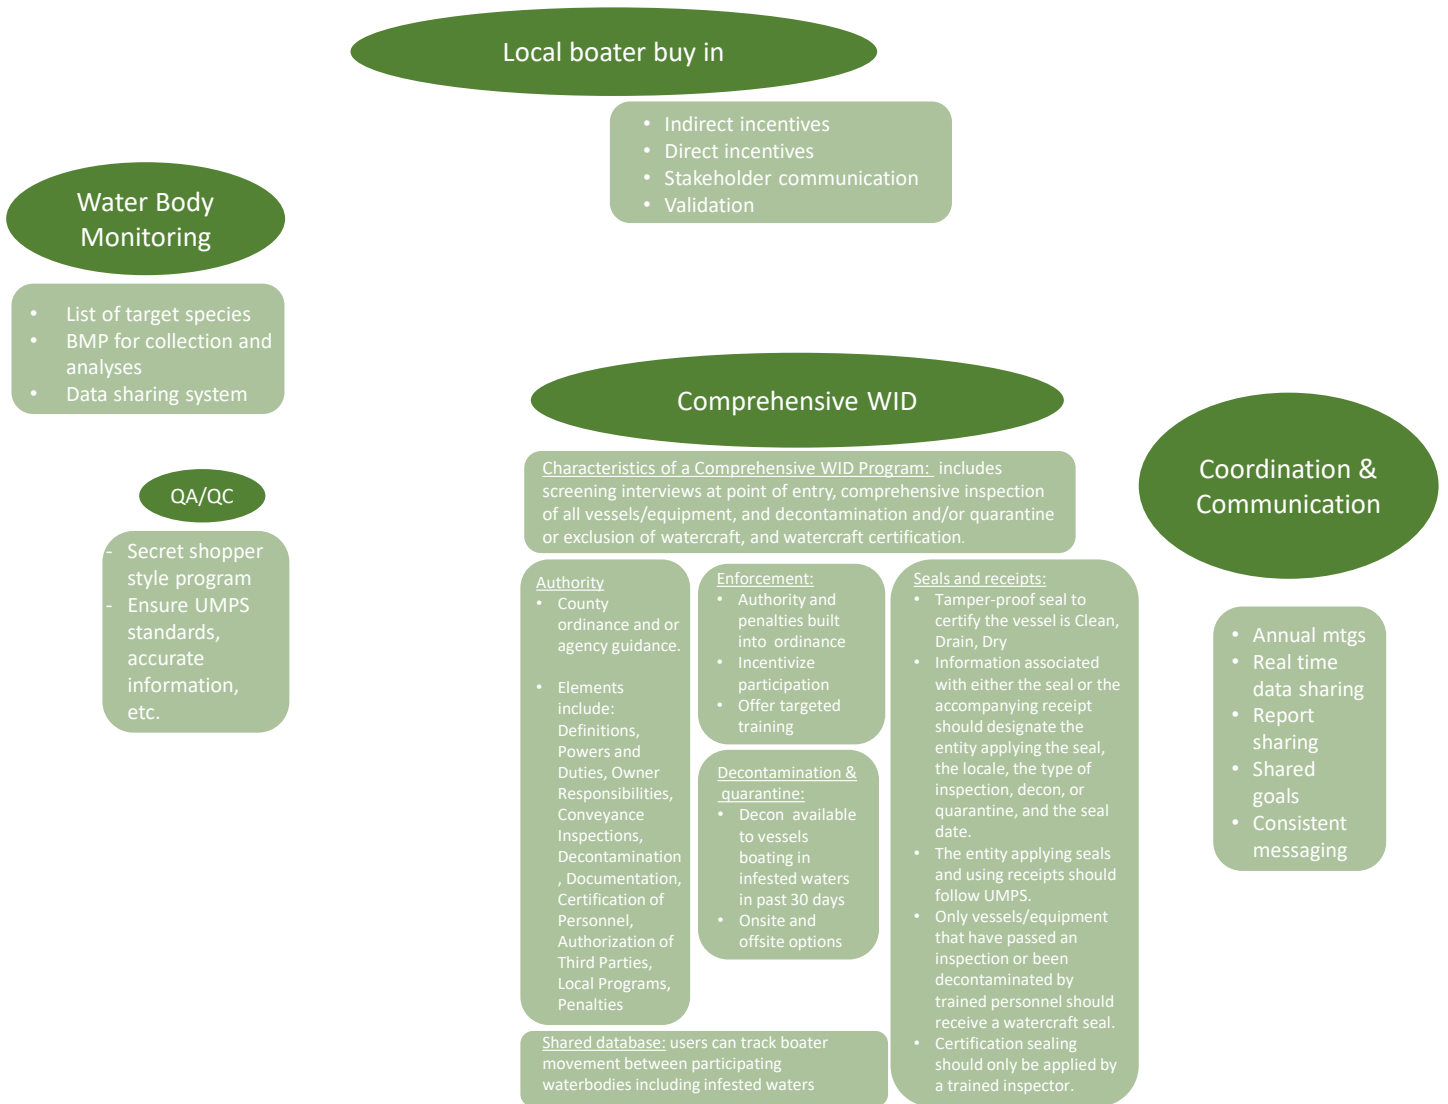 Local boater buy in
• Indirect incentives
• Direct incentives
• Stakeholder communication
• Validation
Water Body
Monitoring
• List of target species
• BMP for collection and
analyses
• Data sharing system
QA/QC
- Secret shopper
style program
- Ensure UMPS
standards,
accurate
information,
etc.
Comprehensive WID
Characteristics of a Comprehensive WID Program: includes
screening interviews at point of entry, comprehensive inspection
of all vessels/equipment, and decontamination and/or quarantine
or exclusion of watercraft, and watercraft certification.
Authority
• County
ordinance and or
agency guidance.
• Elements
include:
Definitions,
Powers and
Duties, Owner
Responsibilities,
Conveyance
Inspections,
Decontamination
, Documentation,
Certification of
Personnel,
Authorization of
Third Parties,
Local Programs,
Penalties
Enforcement:
• Authority and
penalties built
into ordinance
• Incentivize
participation
• Offer targeted
training
Decontamination &
quarantine:
• Decon available
to vessels
boating in
infested waters
in past 30 days
• Onsite and
offsite options
Seals and receipts:
• Tamper-proof seal to
certify the vessel is Clean,
Drain, Dry
• Information associated
with either the seal or the
accompanying receipt
should designate the
entity applying the seal,
the locale, the type of
inspection, decon, or
quarantine, and the seal
date.
• The entity applying seals
and using receipts should
follow UMPS.
• Only vessels/equipment
that have passed an
inspection or been
decontaminated by
trained personnel should
receive a watercraft seal.
• Certification sealing
should only be applied by
a trained inspector.
Shared database: users can track boater
movement between participating
waterbodies including infested waters
Coordination &
Communication
• Annual mtgs
• Real time
data sharing
• Report
sharing
• Shared
goals
• Consistent
messaging